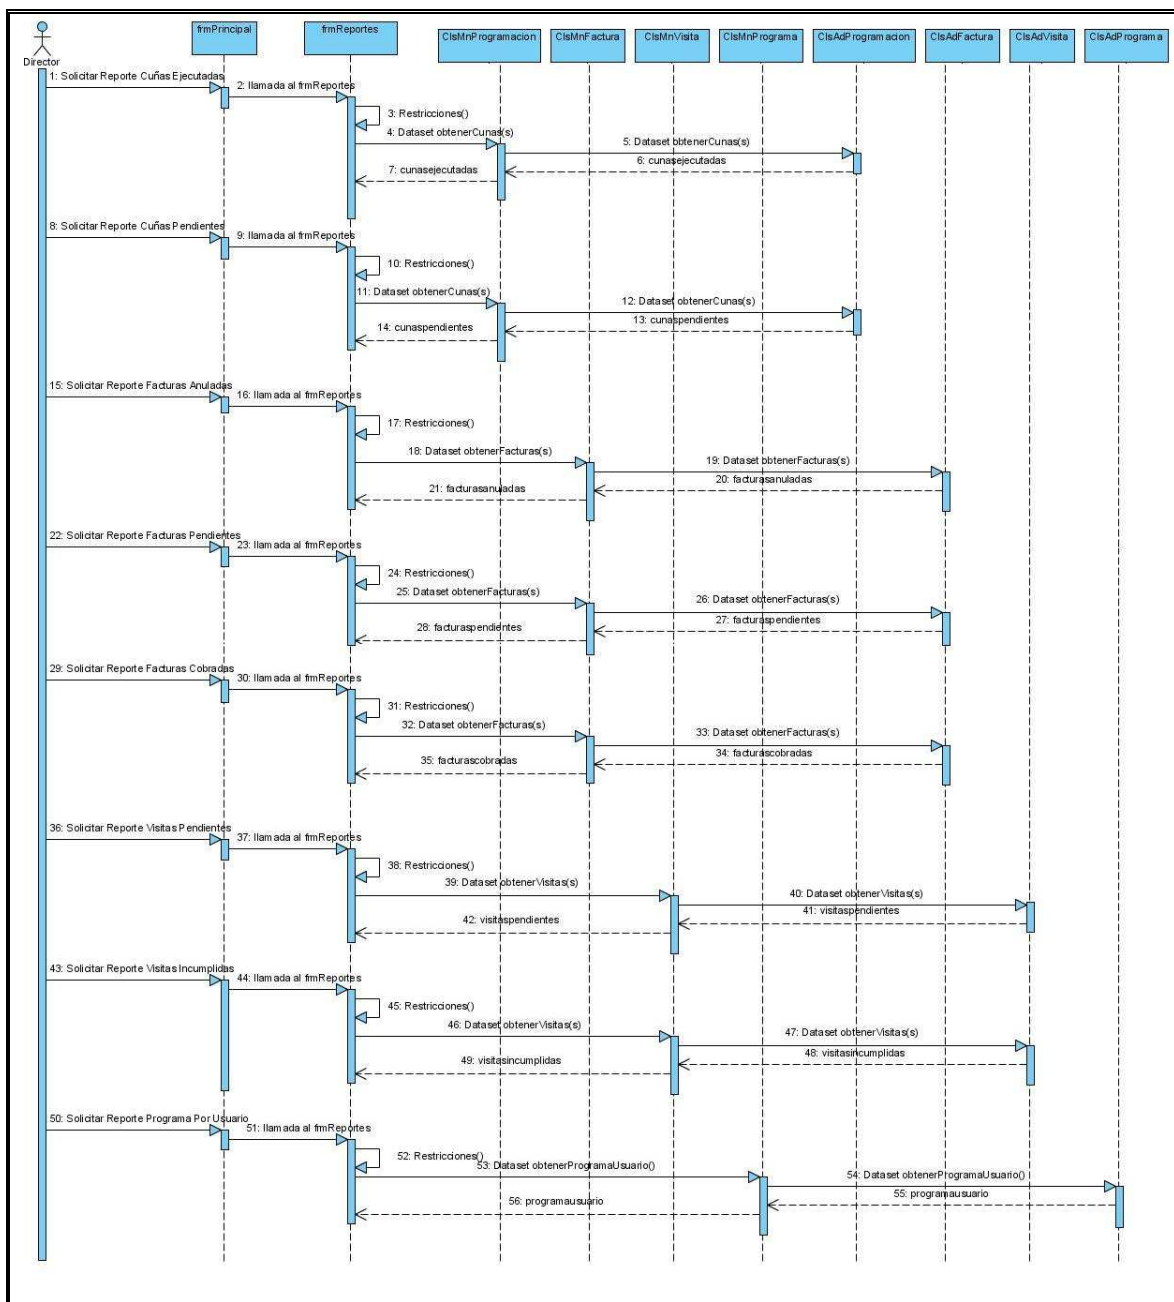 Director
frmPrincipal
frmReportes
ClsMnProgramacion
ClsMnFactura
ClsMnVisita
ClsMnPrograma
ClsAdProgramacion
ClsAdFactura
ClsAdVisita
ClsAdPrograma
1: Solicitar Reporte Cuñas Ejecutadas
2: llamada al frmReportes
3: Restricciones()
4: Dataset obtenerCunas(s)
5: Dataset obtenerCunas(s)
6: cunasejecutadas
7: cunasejecutadas
8: Solicitar Reporte Cuñas Pendientes
9: llamada al frmReportes
10: Restricciones()
11: Dataset obtenerCunas(s)
12: Dataset obtenerCunas(s)
13: cunaspendientes
14: cunaspendientes
15: Solicitar Reporte Facturas Anuladas
16: llamada al frmReportes
17: Restricciones()
18: Dataset obtenerFacturas(s)
19: Dataset obtenerFacturas(s)
20: facturasanuladas
21: facturasanuladas
22: Solicitar Reporte Facturas Pendientes
23: llamada al frmReportes
24: Restricciones()
25: Dataset obtenerFacturas(s)
26: Dataset obtenerFacturas(s)
27: facturaspendientes
28: facturaspendientes
29: Solicitar Reporte Facturas Cobradas
30: llamada al frmReportes
31: Restricciones()
32: Dataset obtenerFacturas(s)
33: Dataset obtenerFacturas(s)
34: facturascobradas
35: facturascobradas
36: Solicitar Reporte Visitas Pendientes
37: llamada al frmReportes
38: Restricciones()
39: Dataset obtenerVisitas(s)
40: Dataset obtenerVisitas(s)
41: visitaspendientes
42: visitaspendientes
43: Solicitar Reporte Visitas Incumplidas
44: llamada al frmReportes
45: Restricciones()
46: Dataset obtenerVisitas(s)
47: Dataset obtenerVisitas(s)
48: visitasincumplidas
49: visitasincumplidas
50: Solicitar Reporte Programa Por Usuario
51: llamada al frmReportes
52: Restricciones()
53: Dataset obtenerProgramaUsuario()
54: Dataset obtenerProgramaUsuario()
55: programausuario
56: programausuario